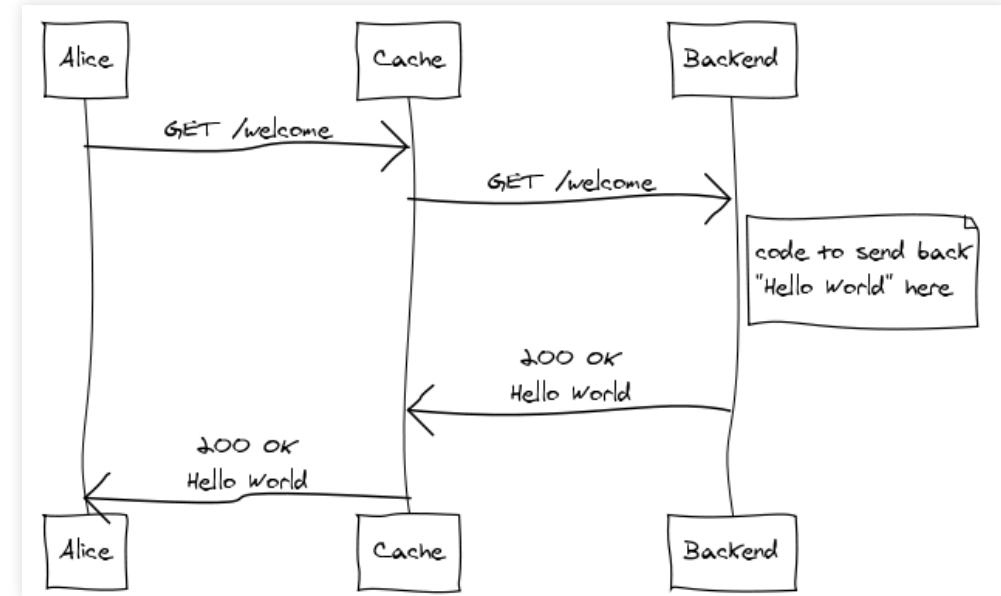 Alice
Cache
Backend
GET /welcome
GET /welcome
code to send back
"Hello World" here
200 OK
Hello World
200 OK
Hello World
Alice
Cache
Backend